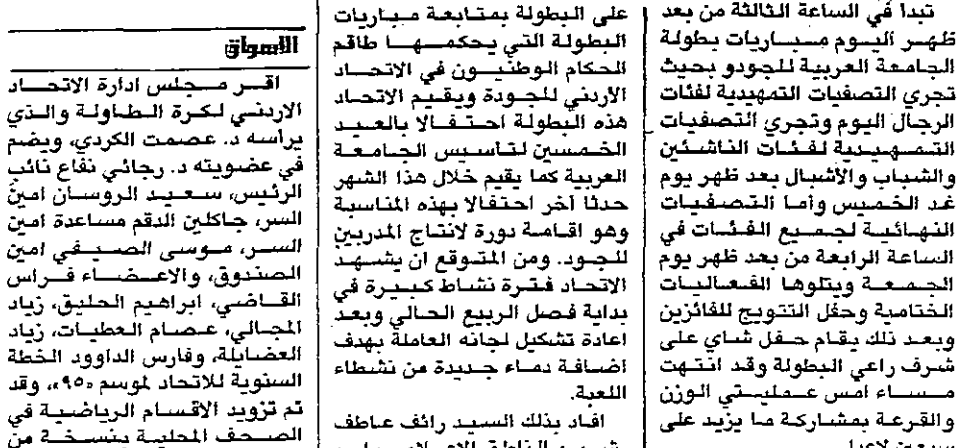 تبدأ في الساعة الثالثة من بعد
ظهر اليوم مباريات بطولة
الجامعة العربية للجودو بحيث
تجري التصفيات التمهيدية لفئات
الرجال اليوم وتجري التصفيات
التمهيدية لفئات الناشئين
والشباب والأشبال بعد ظهر يوم
غد الخميس وأما التصفيات
النهائية لجميع الفئات في
الساعة الرابعة من بعد ظهر يوم
الجمعة ويتلوها الفعاليات
الختامية وحفل التتويج للفائزين
وبعد ذلك يقام حفل شاي على
شرف راعي البطولة وقد انتهت
مساء امس عمليتي الوزن
والقرعة بمشاركة ما يزيد على
سبعين لاعبا
على البطولة بمتابعة مباريات
البطولة التي يحكمها طاقم
الحكام الوطنيون في الاتحاد
الأردني للجودة ويقيم الاتحاد
هذه البطولة احتفالا بالعيد
الخمسين لتأسيس الجامعة
العربية كما يقيم خلال هذا الشهر
حدثا آخر احتفالا بهذه المناسبة
وهو اقامة دورة لانتاج المدربين
للجود. ومن المتوقع ان يشهد
الاتحاد فترة نشاط كبيرة في
بداية فصل الربيع الحالي وبعد
اعادة تشكيل لجانه العاملة بهدف
اضافة دماء جديدة من نشطاء
اللعبة.
افاد بذلك السيد رائف عاطف
الأسواق
اقر مجلس ادارة الاتحاد
الاردني لكرة الطاولة والذي
يرأسه د. عصمت الكردي، ويضم
في عضويته د. رجائي نفاع نائب
الرئيس، سعيد الروسان امين
السر، جاكلين الدقم مساعدة امين
السر، موسى الصيفي امين
الصندوق، والاعضاء فراس
القاضي، ابراهيم الحليق، زياد
المجالي، عصام العطيات، زياد
العضايلة، وفارس الداوود الخطة
السنوية للاتحاد لموسم «٩٥»، وقد
تم تزويد الاقسام الرياضية في
الصحف المحلية بنسخة من